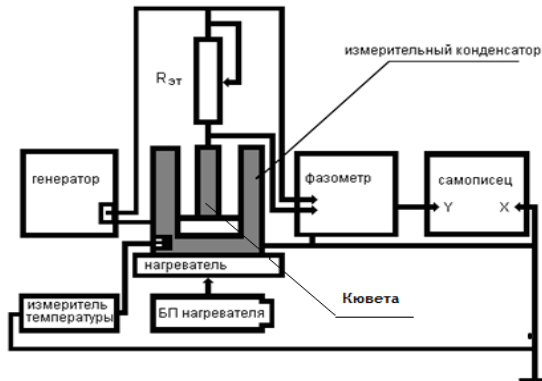 измерительный конденсатор
Rэт
генератор
фазометр
самописец
Y X
нагреватель
Кювета
измеритель
температуры
БП нагревателя